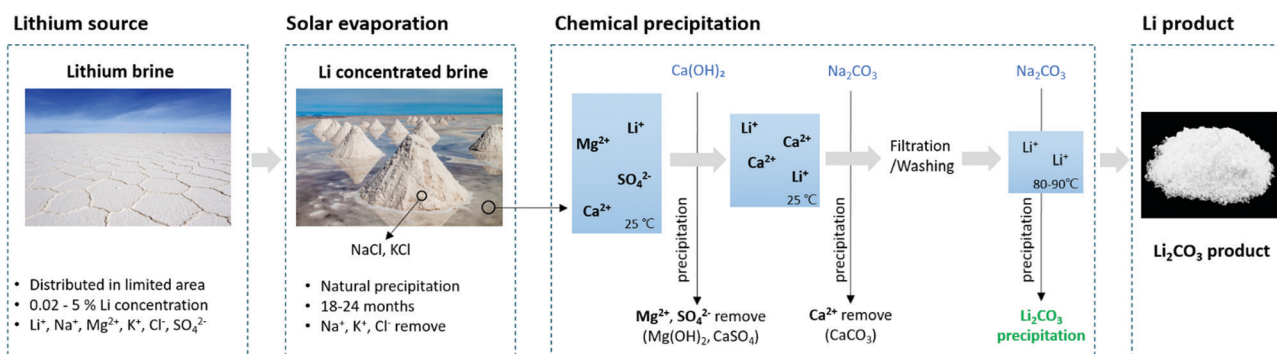 Lithium source
Lithium brine
• Distributed in limited area
• 0.02 - 5 % Li concentration
• Li⁺, Na⁺, Mg²⁺, K⁺, Cl⁻, SO₄²⁻
Solar evaporation
Li concentrated brine
NaCl, KCl
• Natural precipitation
• 18-24 months
• Na⁺, K⁺, Cl⁻ remove
Chemical precipitation
Ca(OH)₂
Na₂CO₃
Na₂CO₃
Li⁺
Mg²⁺
SO₄²⁻
Ca²⁺
25 ℃
Li⁺
Ca²⁺
Ca²⁺
Li⁺
25 ℃
Filtration
/Washing
Li⁺
Li⁺
80-90℃
precipitation
precipitation
precipitation
Mg²⁺, SO₄²⁻ remove
(Mg(OH)₂, CaSO₄)
Ca²⁺ remove
(CaCO₃)
Li₂CO₃
precipitation
Li product
Li₂CO₃ product